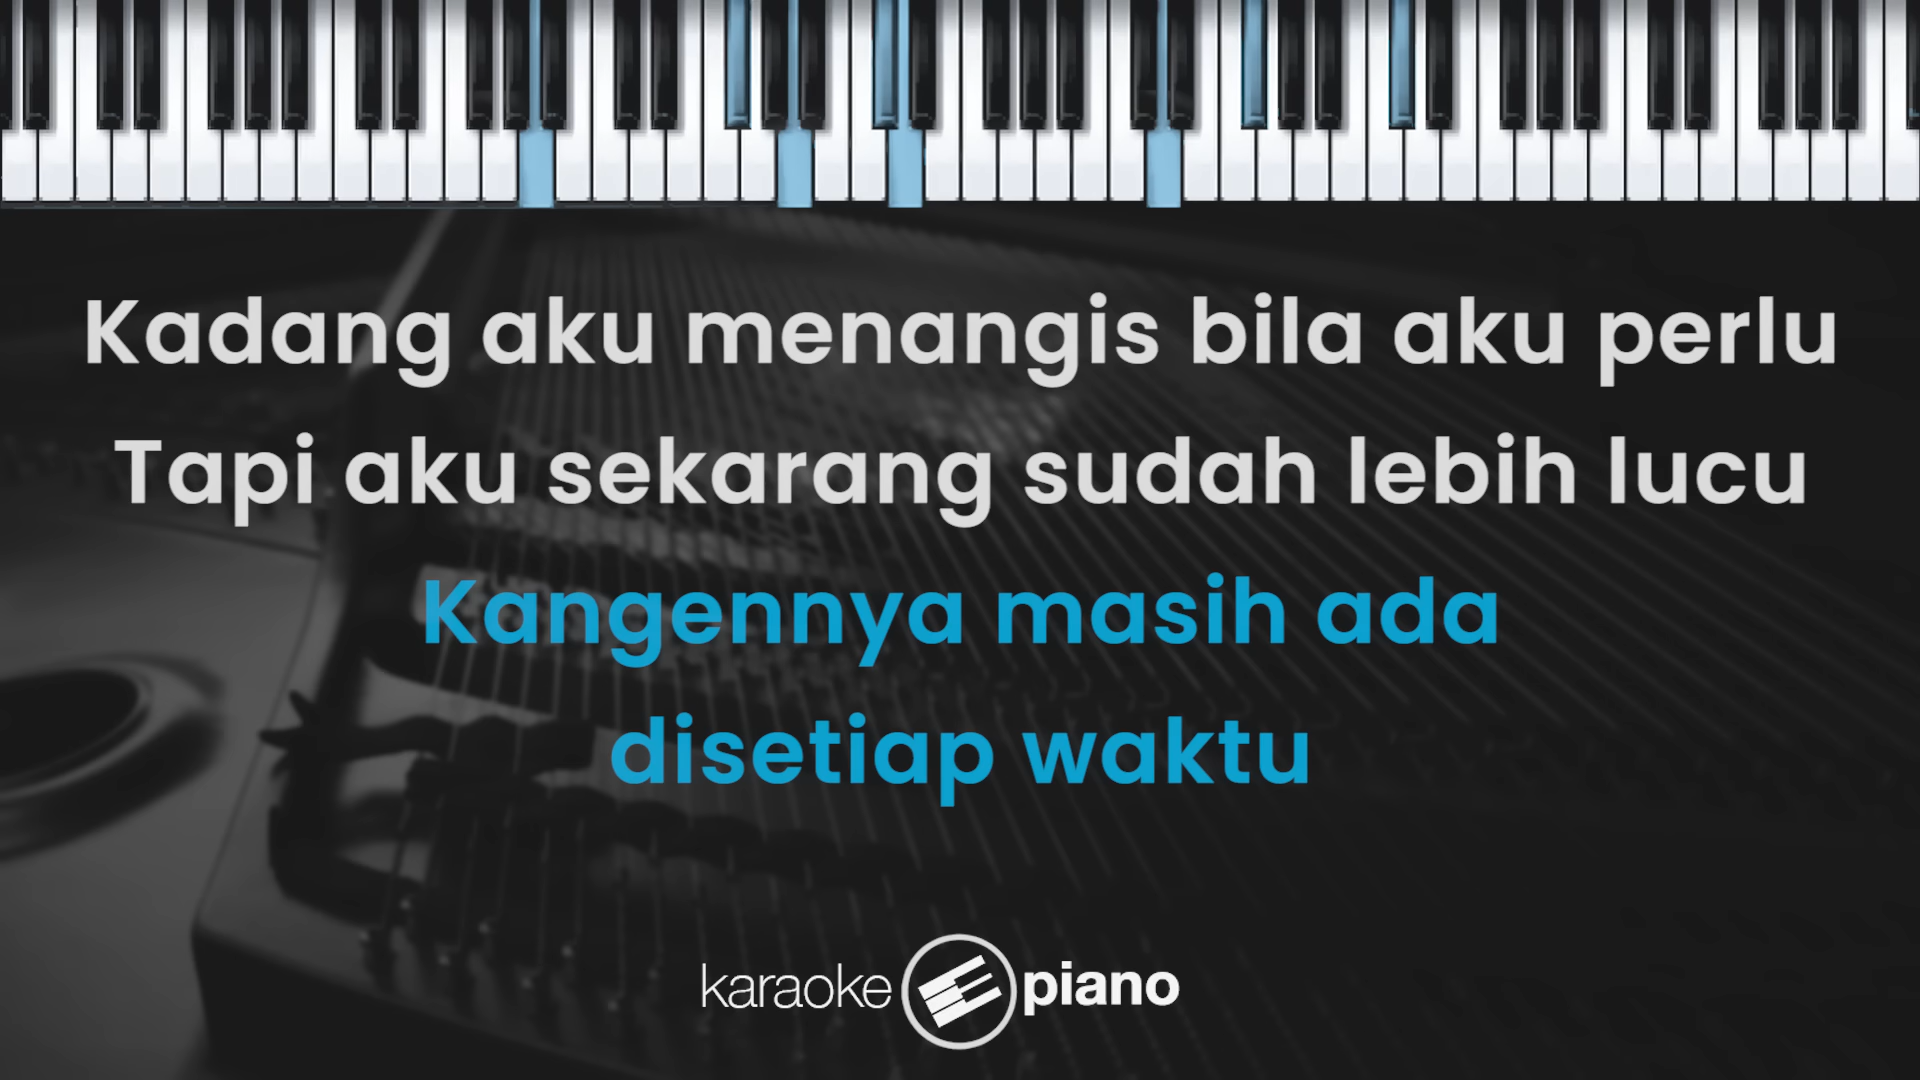 Kadang aku menangis bila aku perlu
Tapi aku sekarang sudah lebih lucu
Kangennya masih ada
disetiap waktu
karaoke piano